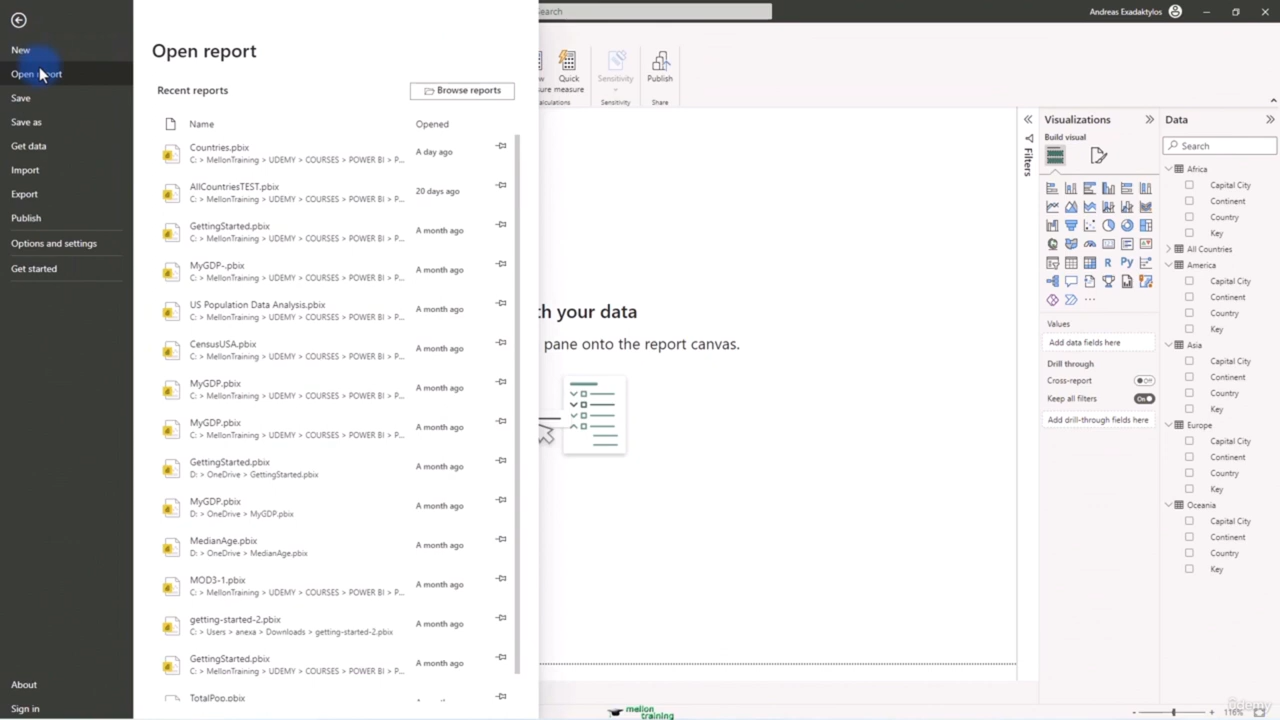 Search
Andreas Exadaktylos
New
Open report
Save
Save as
Get data
Import
Export
Publish
Options and settings
Get started
About
Sign in
Open report
Recent reports
Browse reports
Name
Opened
Countries.pbix
C: > MellonTraining > UDEMY > COURSES > POWER BI > P...
A day ago
AllCountriesTEST.pbix
C: > MellonTraining > UDEMY > COURSES > POWER BI > P...
20 days ago
GettingStarted.pbix
C: > MellonTraining > UDEMY > COURSES > POWER BI > P...
A month ago
MyGDP-.pbix
C: > MellonTraining > UDEMY > COURSES > POWER BI > P...
A month ago
US Population Data Analysis.pbix
C: > MellonTraining > UDEMY > COURSES > POWER BI > P...
A month ago
CensusUSA.pbix
C: > MellonTraining > UDEMY > COURSES > POWER BI > P...
A month ago
MyGDP.pbix
C: > MellonTraining > UDEMY > COURSES > POWER BI > P...
A month ago
MyGDP.pbix
C: > MellonTraining > UDEMY > COURSES > POWER BI > P...
A month ago
GettingStarted.pbix
D: > OneDrive > GettingStarted.pbix
A month ago
MyGDP.pbix
D: > OneDrive > MyGDP.pbix
A month ago
MedianAge.pbix
D: > OneDrive > MedianAge.pbix
A month ago
MOD3-1.pbix
C: > MellonTraining > UDEMY > COURSES > POWER BI > P...
A month ago
getting-started-2.pbix
C: > Users > anexa > Downloads > getting-started-2.pbix
A month ago
GettingStarted.pbix
C: > MellonTraining > UDEMY > COURSES > POWER BI > P...
A month ago
TotalPop.pbix
w Quick
ure measure
culations
Sensitivity
Sensitivity
Publish
Share
th your data
pane onto the report canvas.
mellon
training
Filters
Visualizations
Build visual
R
Py
Values
Add data fields here
Drill through
Cross-report
Off
Keep all filters
On
Add drill-through fields here
Data
Search
Africa
Capital City
Continent
Country
Key
All Countries
America
Capital City
Continent
Country
Key
Asia
Capital City
Continent
Country
Key
Europe
Capital City
Continent
Country
Key
Oceania
Capital City
Continent
Country
Key
ûdemy
116%